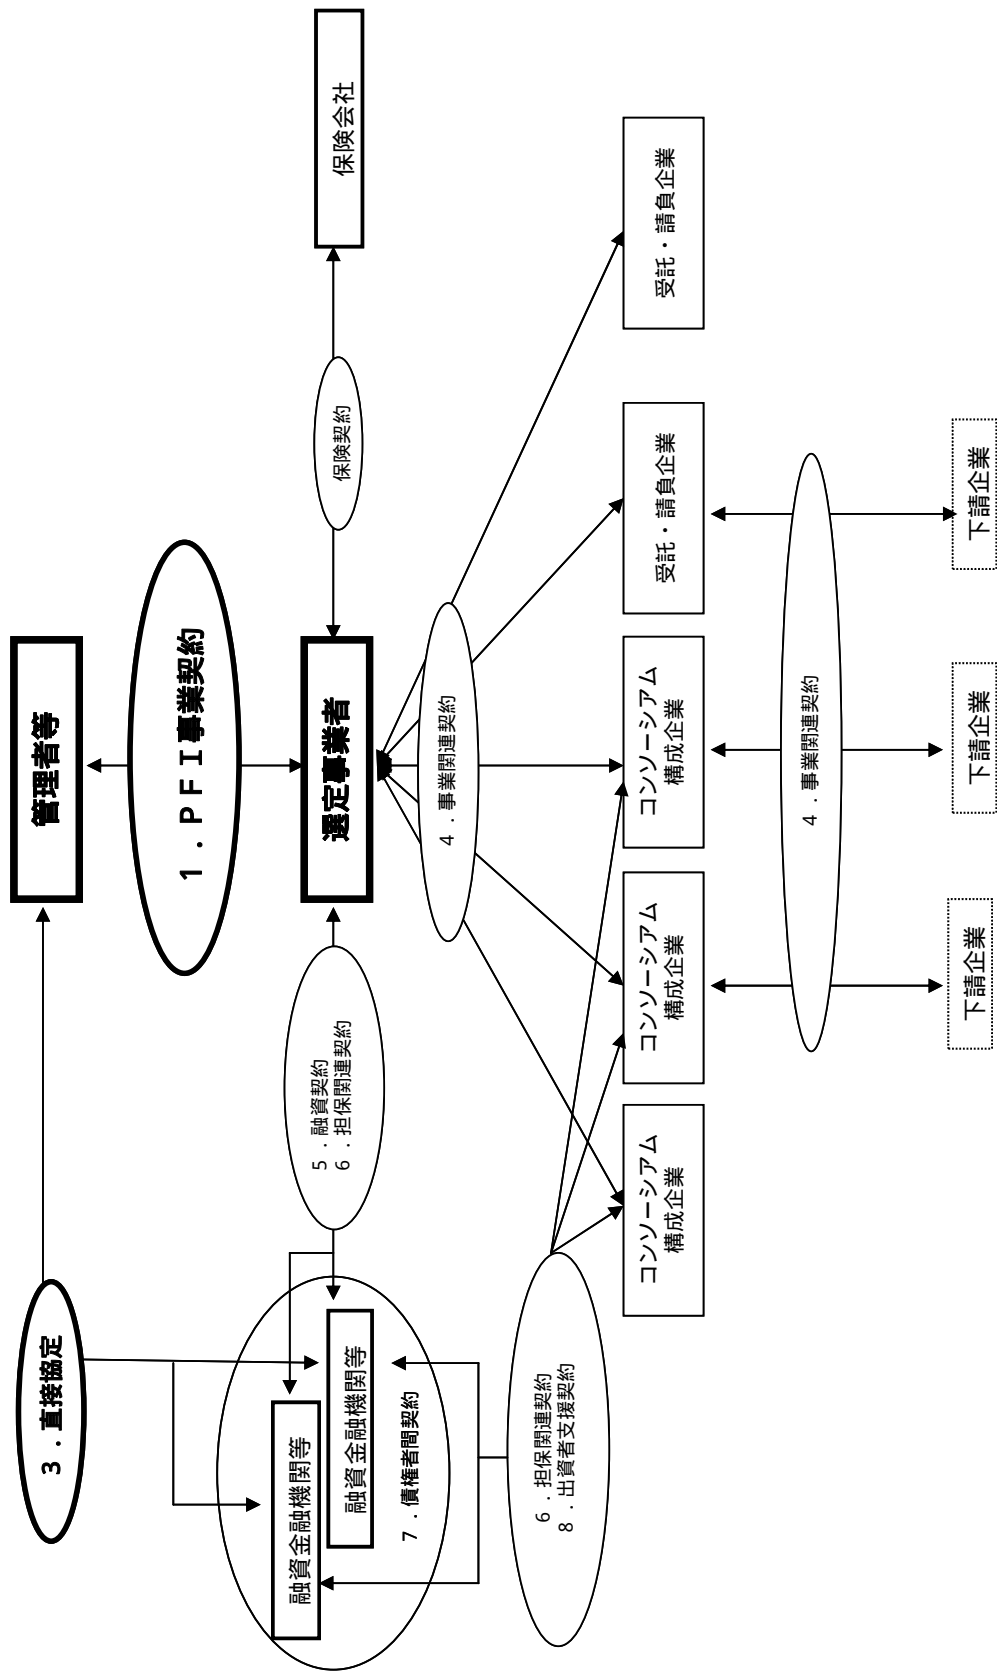 管理者等
３．直接協定
１．ＰＦＩ事業契約
選定事業者
保険契約
保険会社
５．融資契約
６．担保関連契約
融資金融機関等
融資金融機関等
７．債権者間契約
４．事業関連契約
６．担保関連契約
８．出資者支援契約
コンソーシアム
構成企業
コンソーシアム
構成企業
コンソーシアム
構成企業
受託・請負企業
受託・請負企業
４．事業関連契約
下請企業
下請企業
下請企業